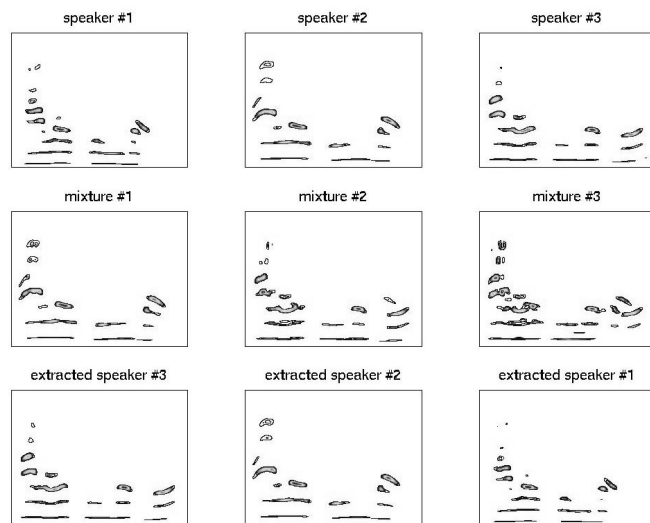 speaker #1
speaker #2
speaker #3
mixture #1
mixture #2
mixture #3
extracted speaker #3
extracted speaker #2
extracted speaker #1